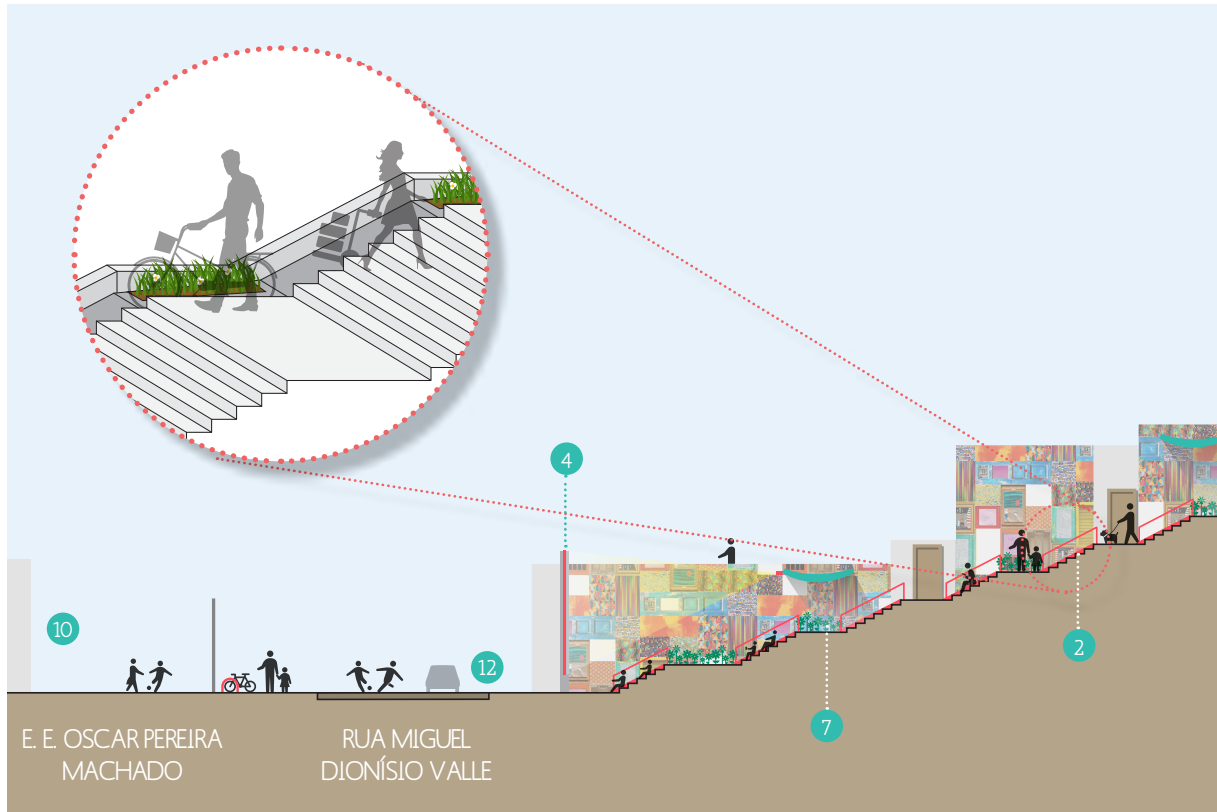 4
10
12
2
7
E. E. OSCAR PEREIRA
MACHADO
RUA MIGUEL
DIONÍSIO VALLE